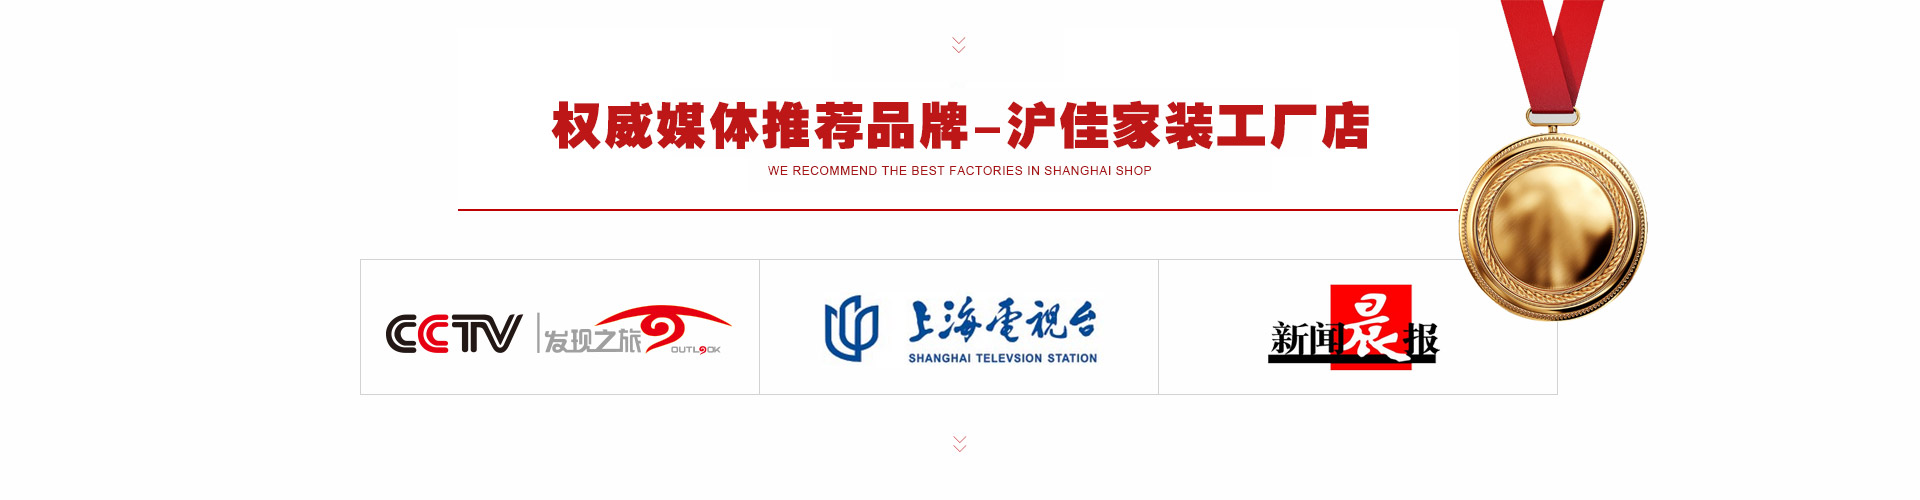 权威媒体推荐品牌-沪佳家装工厂店
WE RECOMMEND THE BEST FACTORIES IN SHANGHAI SHOP
CCTV 发现之旅 OUTLOOK
上海電視台
SHANGHAI TELEVSION STATION
新闻晨报